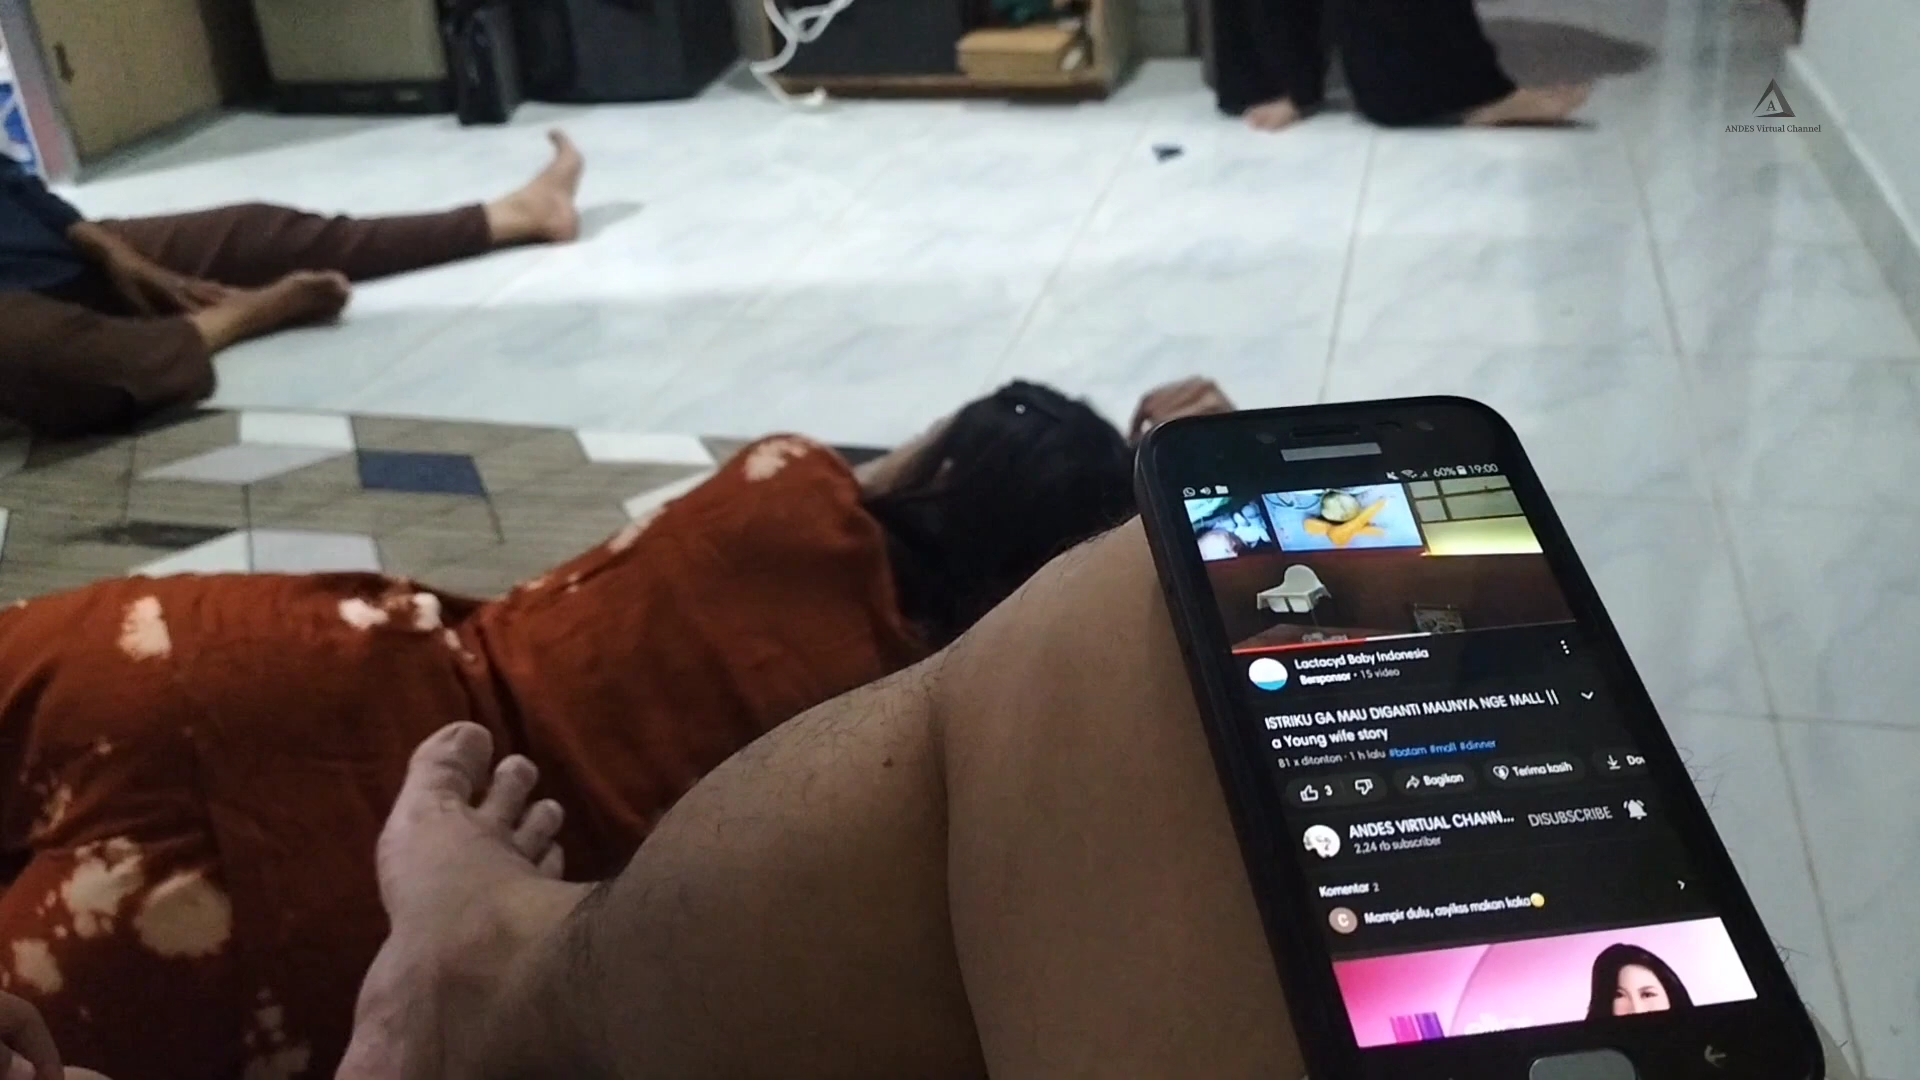 A
ANDES Virtual Channel
60% 19:00
Lactacyd Baby Indonesia
Bersponsor • 15 video
ISTRIKU GA MAU DIGANTI MAUNYA NGE MALL ||
a Young wife story
81 x ditonton · 1 h lalu #batam #mall #dinner
3
Bagikan
Terima kasih
ANDES VIRTUAL CHANN...
DISUBSCRIBE
2,24 rb subscriber
Komentar 2
C
Mampir dulu, asyikss makan kaka